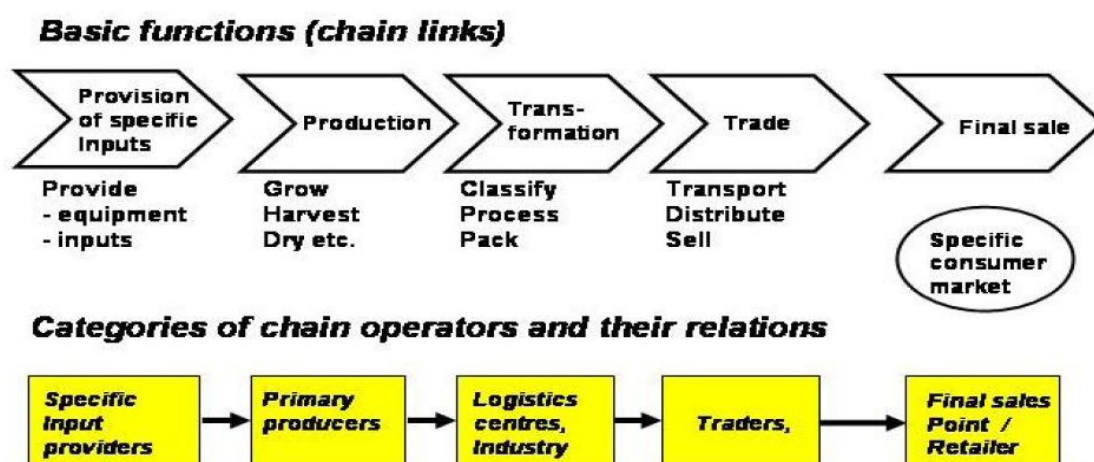 Basic functions (chain links)
Provision
of specific
Inputs
Production
Trans-
formation
Trade
Final sale
Provide
- equipment
- inputs
Grow
Harvest
Dry etc.
Classify
Process
Pack
Transport
Distribute
Sell
Specific
consumer
market
Categories of chain operators and their relations
Specific
Input
providers
Primary
producers
Logistics
centres,
Industry
Traders,
Final sales
Point /
Retailer